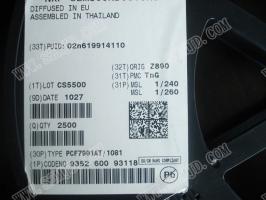 DIFFUSED IN EU
ASSEMBLED IN THAILAND
(33T) PUID: 02n619914110
(32T) ORIG Z890
(31T) PMC TnG
(1T) LOT CS5500
(31P) MSL 1/240
(9D) DATE 1027
MSL 1/260
(Q) QTY 2500
(30P) TYPE PCF7991AT/1081
(1P) CODENO 9352 600 93118
Pb